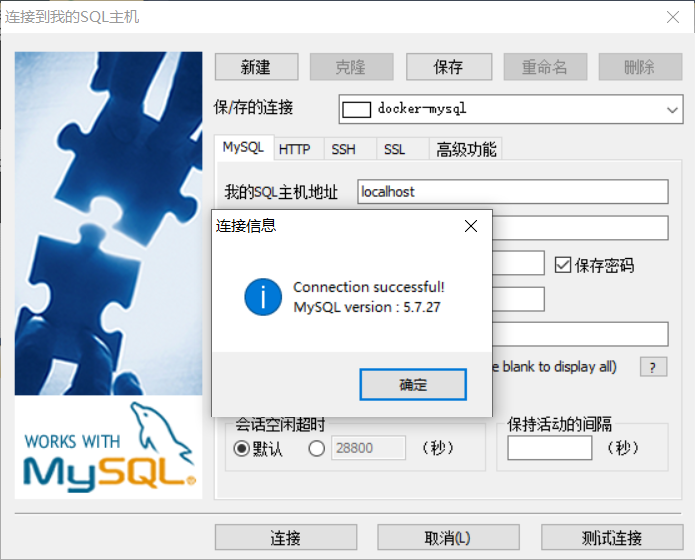 连接到我的SQL主机
新建
克隆
保存
重命名
删除
保/存的连接
docker-mysql
MySQL
HTTP
SSH
SSL
高级功能
我的SQL主机地址
localhost
连接信息
保存密码
Connection successful!
MySQL version : 5.7.27
e blank to display all)
?
确定
会话空闲超时
保持活动的间隔
默认
28800
(秒)
(秒)
WORKS WITH
MySQL®
连接
取消(L)
测试连接